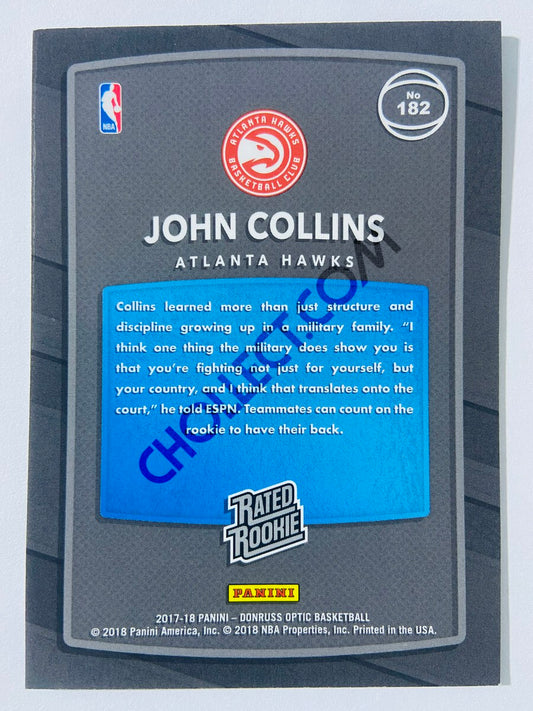 NBA
No
182
ATLANTA HAWKS
BASKETBALL CLUB
JOHN COLLINS
ATLANTA HAWKS
Collins learned more than just structure and
discipline growing up in a military family. “I
think one thing the military does show you is
that you’re fighting not just for yourself, but
your country, and I think that translates onto the
court,” he told ESPN. Teammates can count on the
rookie to have their back.
CHOLLECT.COM
RATED
ROOKIE
PANINI
2017-18 PANINI – DONRUSS OPTIC BASKETBALL
© 2018 Panini America, Inc. © 2018 NBA Properties, Inc. Printed in the USA.